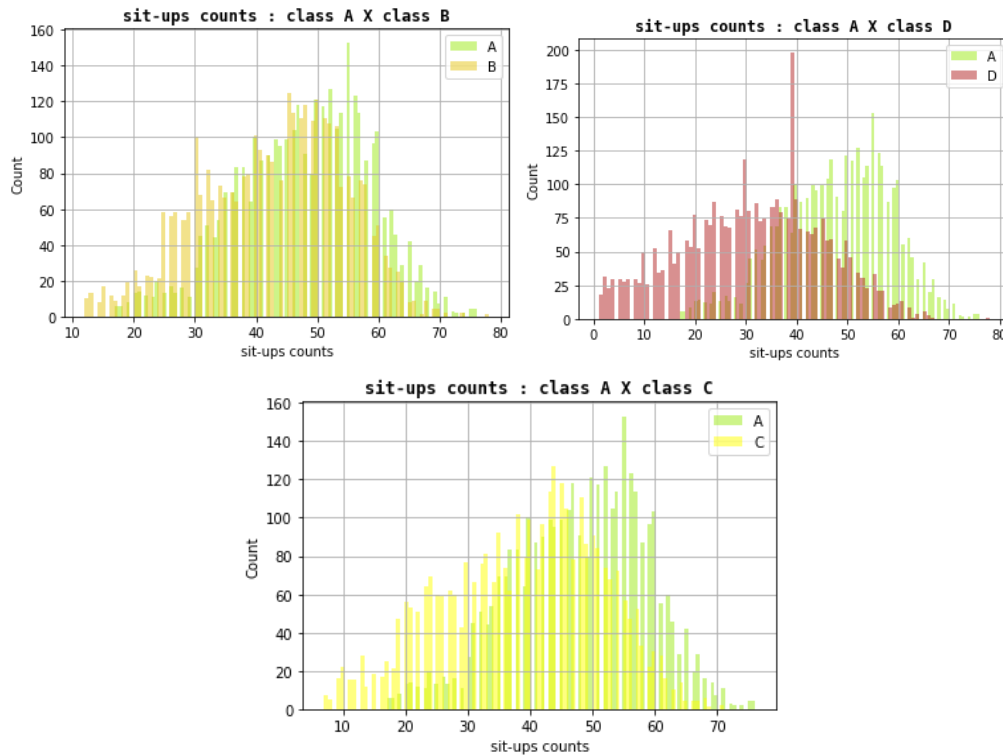 sit-ups counts : class A X class B
160
140
120
100
80
60
40
20
0
Count
10 20 30 40 50 60 70 80
sit-ups counts
A
B
sit-ups counts : class A X class D
200
175
150
125
100
75
50
25
0
Count
0 10 20 30 40 50 60 70 80
sit-ups counts
A
D
sit-ups counts : class A X class C
160
140
120
100
80
60
40
20
0
Count
10 20 30 40 50 60 70
sit-ups counts
A
C